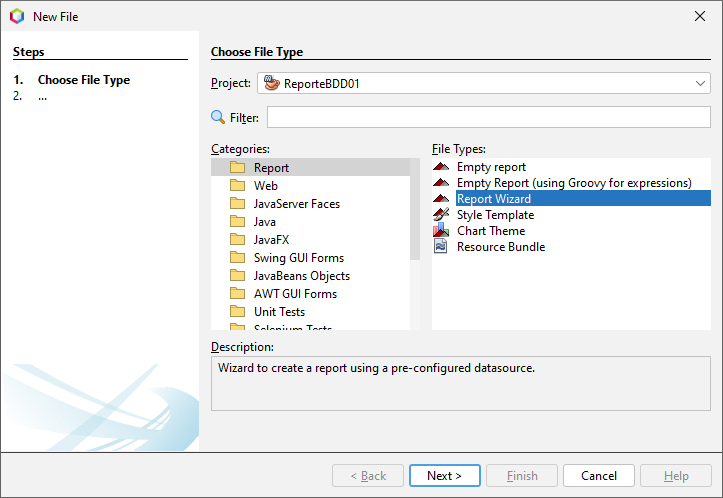 New File
Steps
1. Choose File Type
2. ...
Choose File Type
Project: ReporteBDD01
Filter:
Categories:
Report
Web
JavaServer Faces
Java
JavaFX
Swing GUI Forms
JavaBeans Objects
AWT GUI Forms
Unit Tests
Selenium Tests
File Types:
Empty report
Empty Report (using Groovy for expressions)
Report Wizard
Style Template
Chart Theme
Resource Bundle
Description:
Wizard to create a report using a pre-configured datasource.
< Back Next > Finish Cancel Help